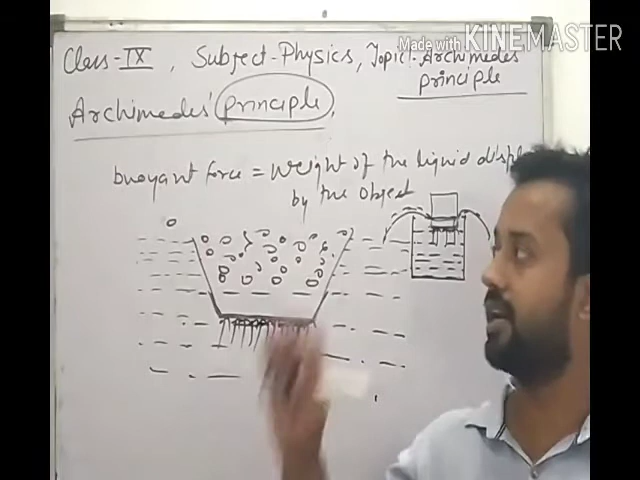 Made with KINEMASTER
Class-IX, Subject-Physics, Topic-Archimedes
principle
Archimedes' principle,
buoyant force = weight of the liquid displ
by the object